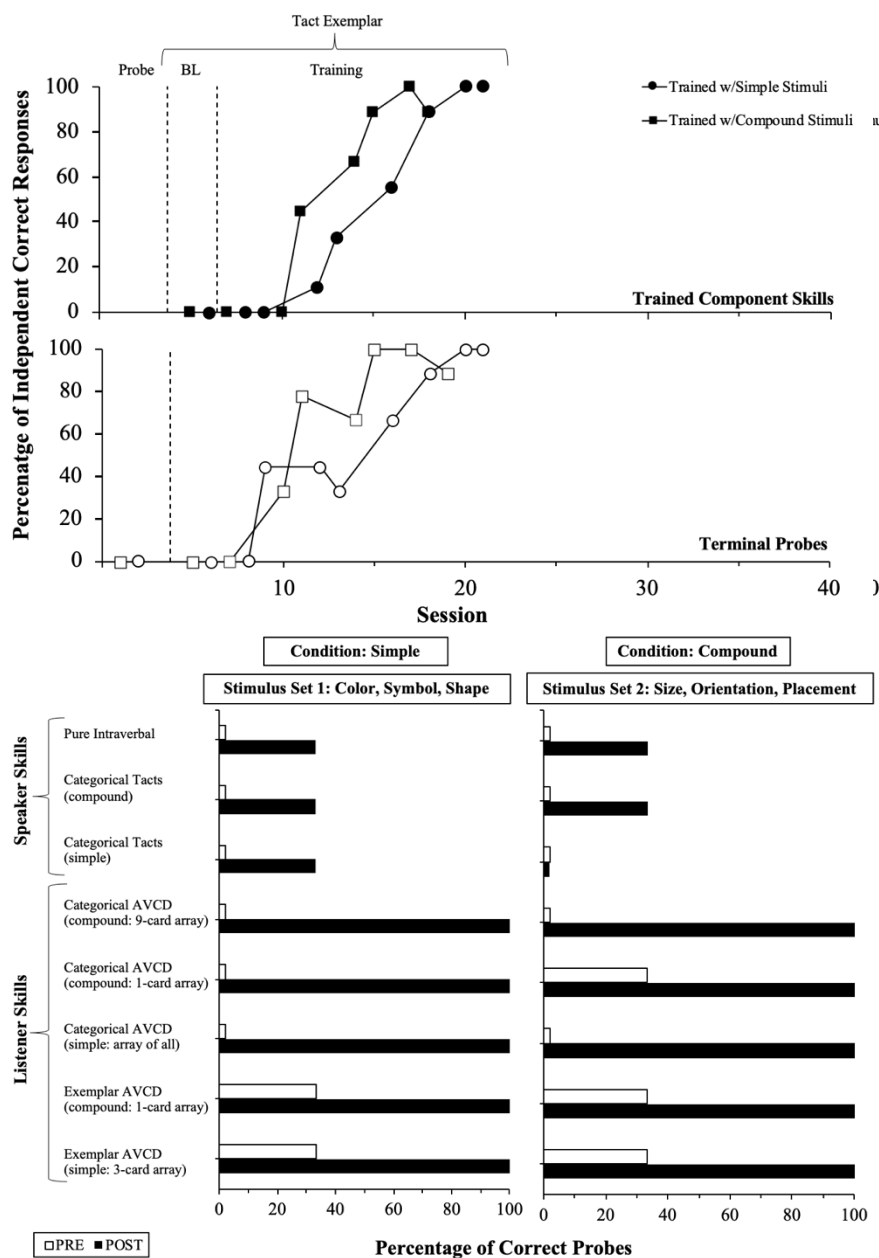 Tact Exemplar
Probe BL Training
Percenatge of Independent Correct Responses
100
80
60
40
20
0
Trained w/Simple Stimuli
Trained w/Compound Stimuli
Trained Component Skills
100
80
60
40
20
0
Terminal Probes
10 20 30 40
Session
Condition: Simple
Condition: Compound
Stimulus Set 1: Color, Symbol, Shape
Stimulus Set 2: Size, Orientation, Placement
Speaker Skills
Pure Intraverbal
Categorical Tacts
(compound)
Categorical Tacts
(simple)
Listener Skills
Categorical AVCD
(compound: 9-card array)
Categorical AVCD
(compound: 1-card array)
Categorical AVCD
(simple: array of all)
Exemplar AVCD
(compound: 1-card array)
Exemplar AVCD
(simple: 3-card array)
0 20 40 60 80 100
0 20 40 60 80 100
PRE POST
Percentage of Correct Probes